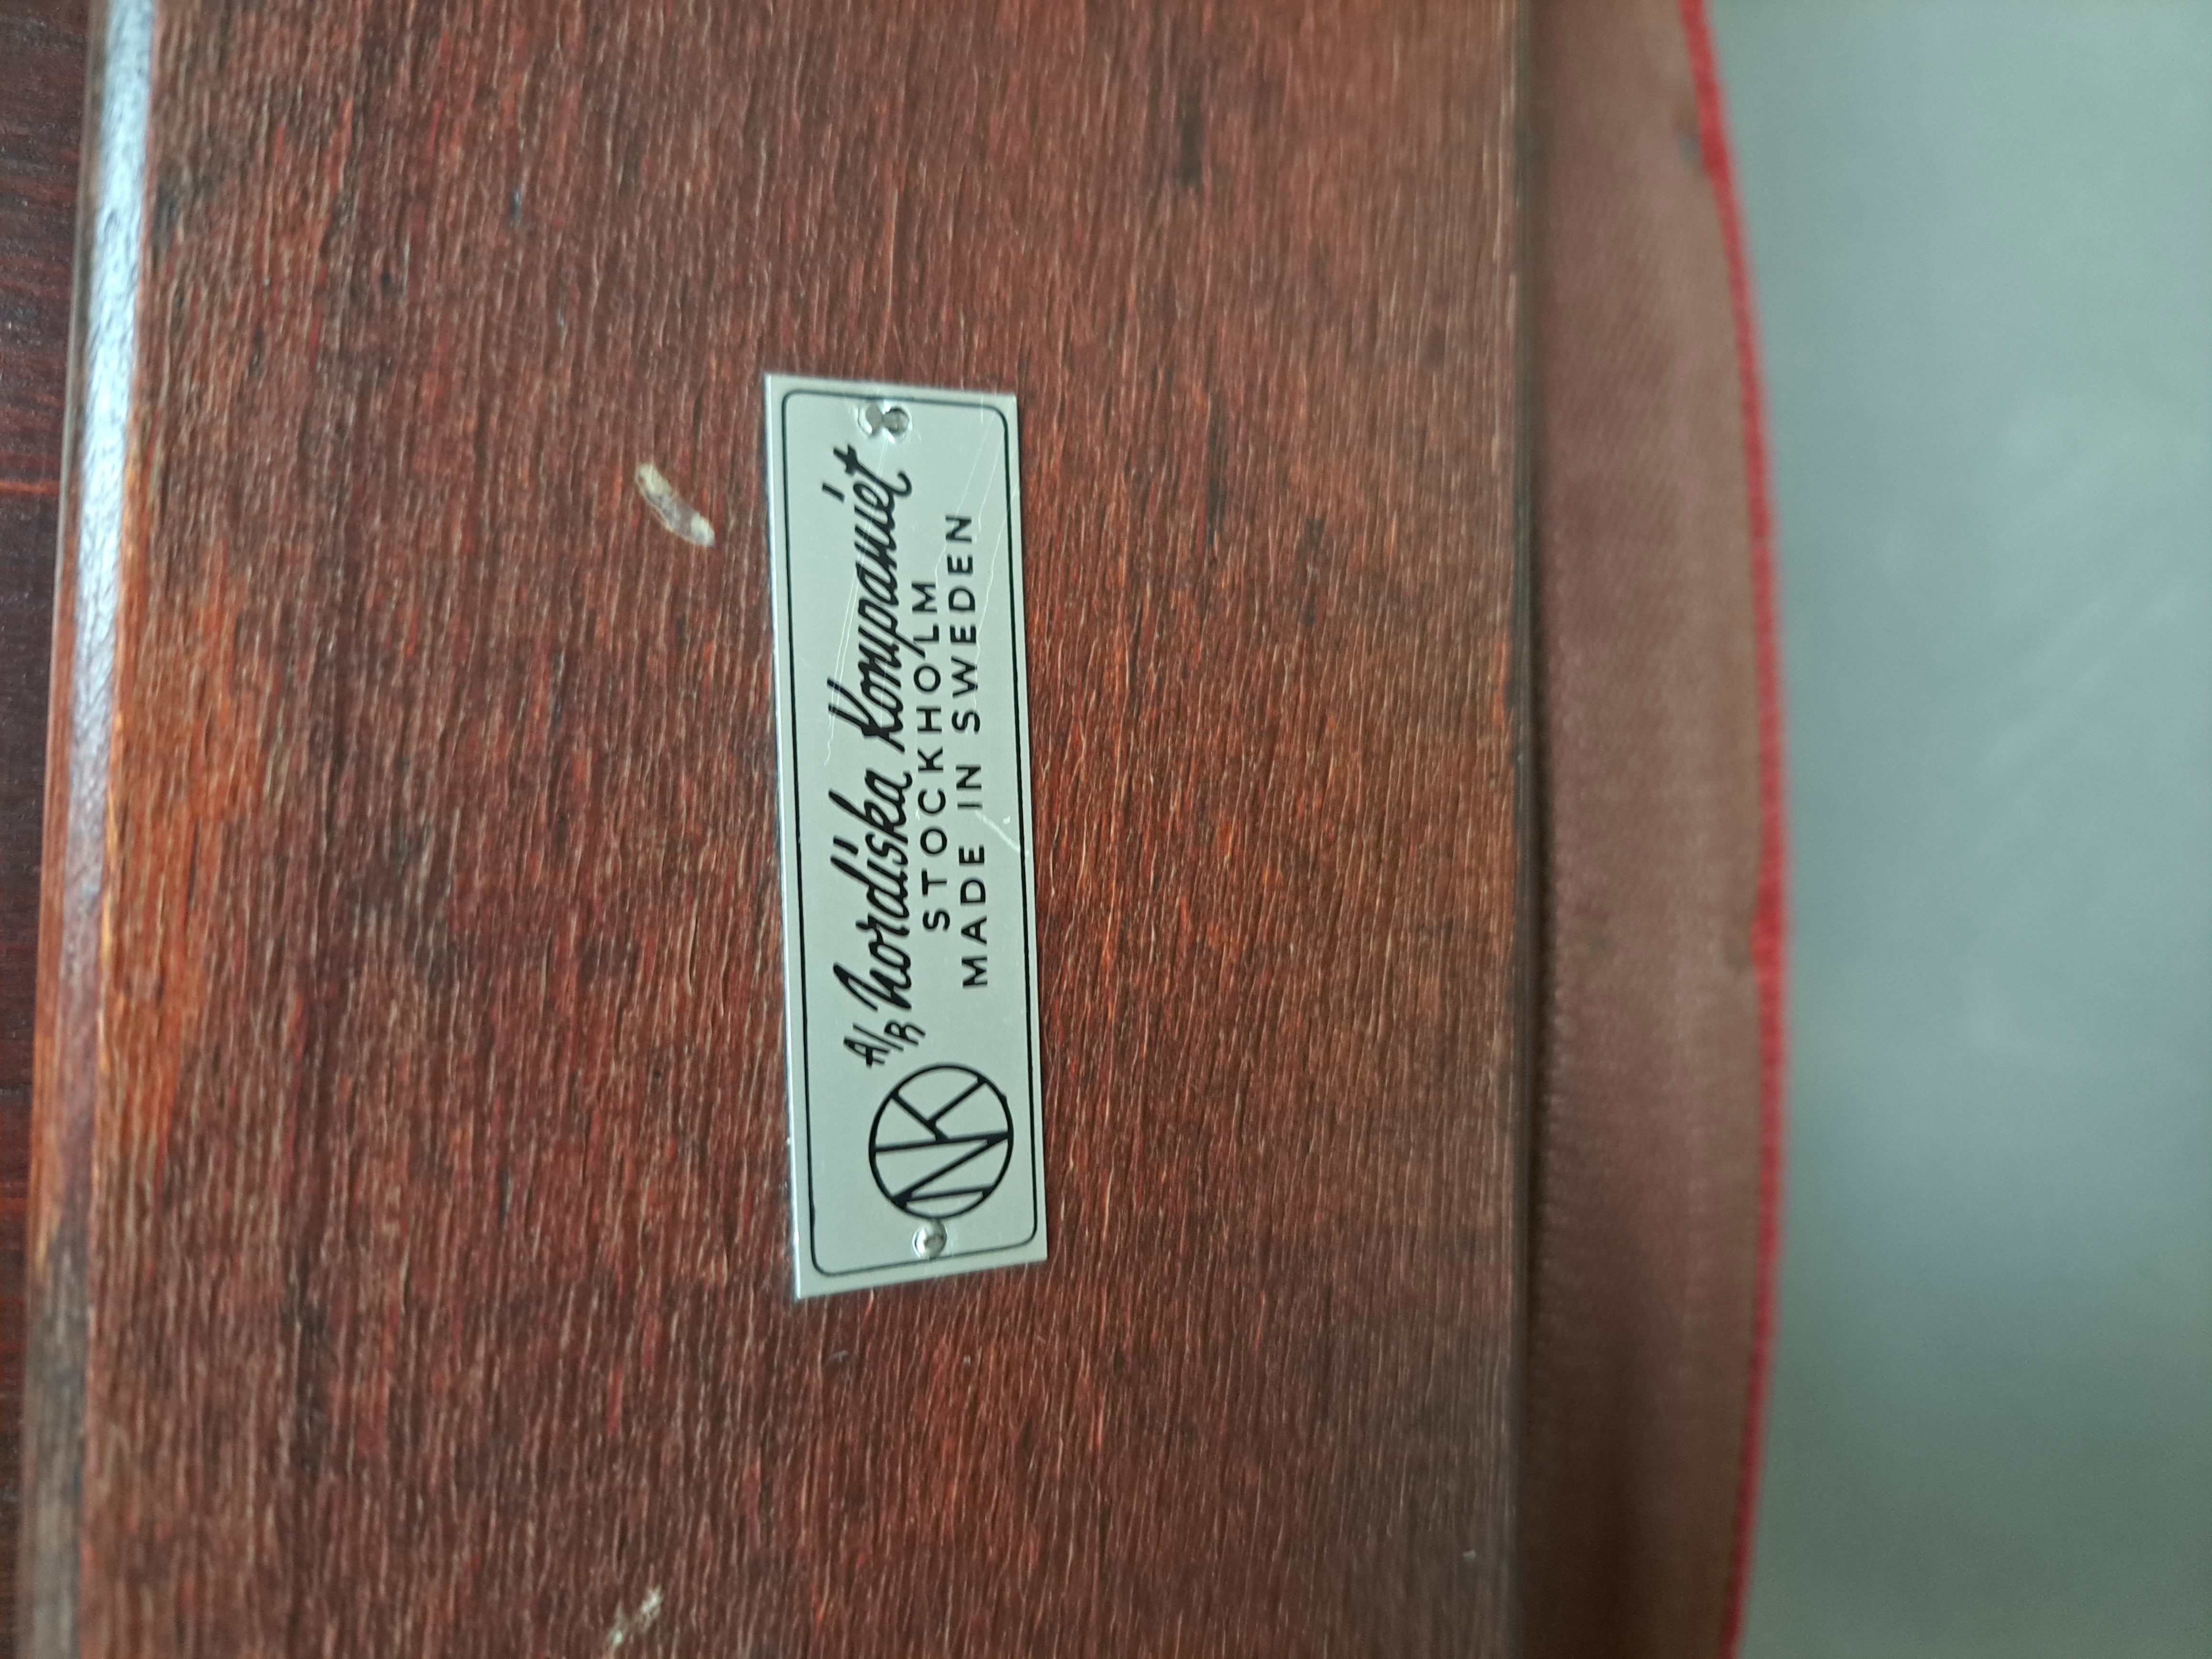 NK
A/B Nordiska Kompaniet
STOCKHOLM
MADE IN SWEDEN